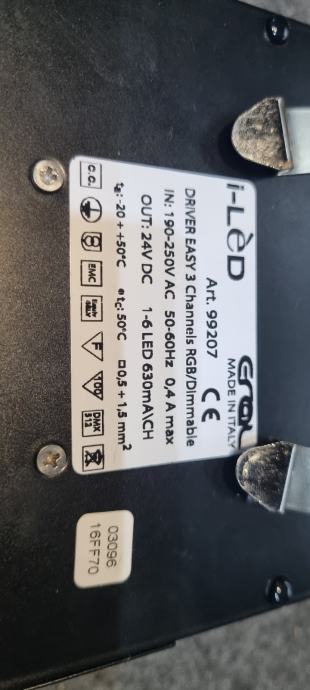 i-LèD
MADE IN ITALY
Art. 99207 CE
DRIVER EASY 3 Channels RGB/Dimmable
IN: 190-250V AC 50-60Hz 0,4 A max
OUT: 24V DC 1-6 LED 630mA\CH
ta: -20 ÷ +50°C tc: 50°C 0,5 ÷ 1,5 mm²
C.C. EMC F 100° DMX 512
03096
16FF70